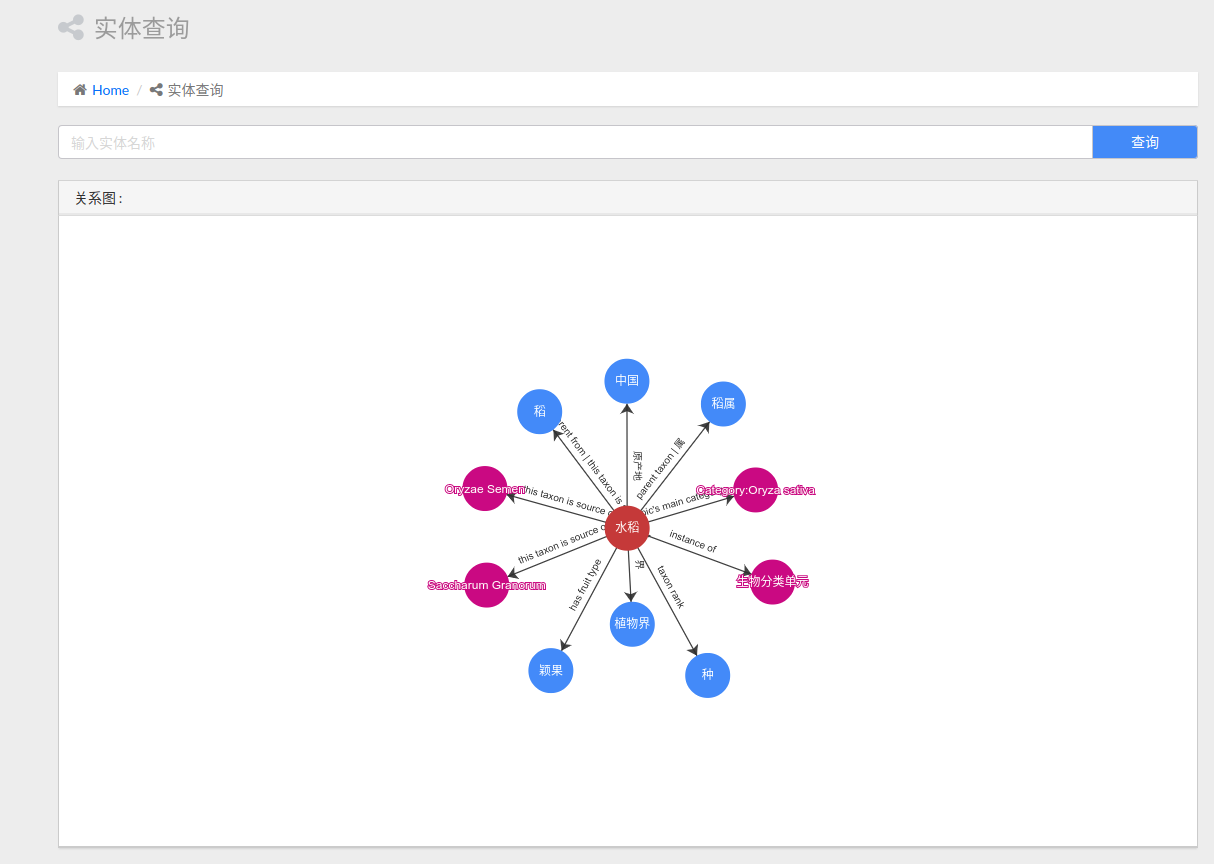 实体查询
Home / 实体查询
输入实体名称
查询
关系图:
中国
稻属
稻
原产地
parent taxon | 属
rent from | this taxon is
Oryzae Semen
this taxon is source o
pic's main categ
Category:Oryza sativa
水稻
instance of
this taxon is source o
生物分类单元
Saccharum Granorum
has fruit type
界
taxon rank
植物界
颖果
种